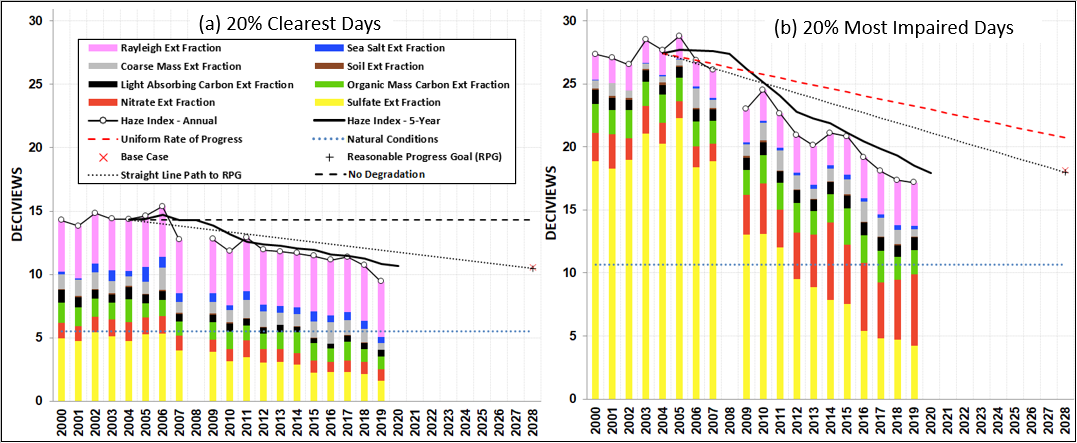 (a) 20% Clearest Days
DECIVIEWS
30
25
20
15
10
5
0
Rayleigh Ext Fraction
Sea Salt Ext Fraction
Coarse Mass Ext Fraction
Soil Ext Fraction
Light Absorbing Carbon Ext Fraction
Organic Mass Carbon Ext Fraction
Nitrate Ext Fraction
Sulfate Ext Fraction
Haze Index - Annual
Haze Index - 5-Year
Uniform Rate of Progress
Natural Conditions
Base Case
Reasonable Progress Goal (RPG)
Straight Line Path to RPG
No Degradation
2000 2001 2002 2003 2004 2005 2006 2007 2008 2009 2010 2011 2012 2013 2014 2015 2016 2017 2018 2019 2020 2021 2022 2023 2024 2025 2026 2027 2028
(b) 20% Most Impaired Days
DECIVIEWS
30
25
20
15
10
5
0
2000 2001 2002 2003 2004 2005 2006 2007 2008 2009 2010 2011 2012 2013 2014 2015 2016 2017 2018 2019 2020 2021 2022 2023 2024 2025 2026 2027 2028